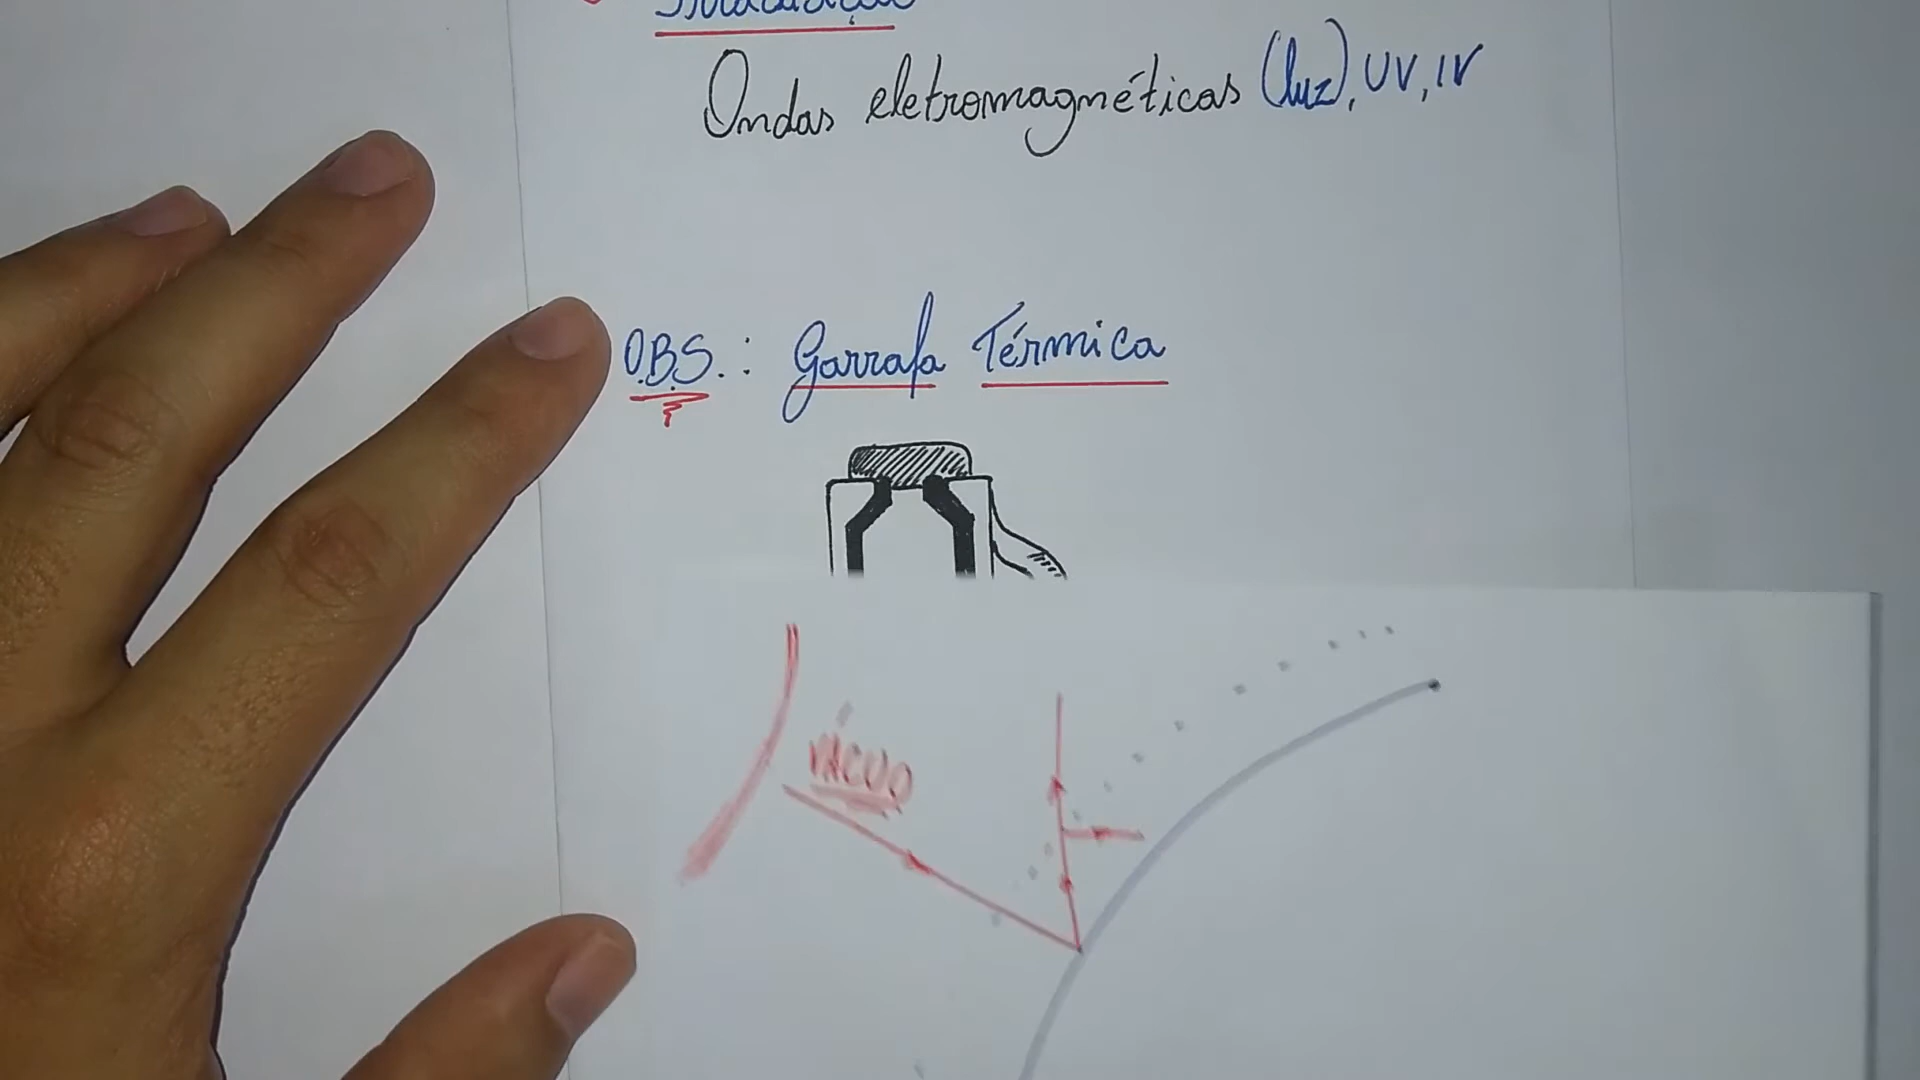 Ondas eletromagnéticas (luz), UV, IV
O.B.S.: Garrafa Térmica
VÁCUO